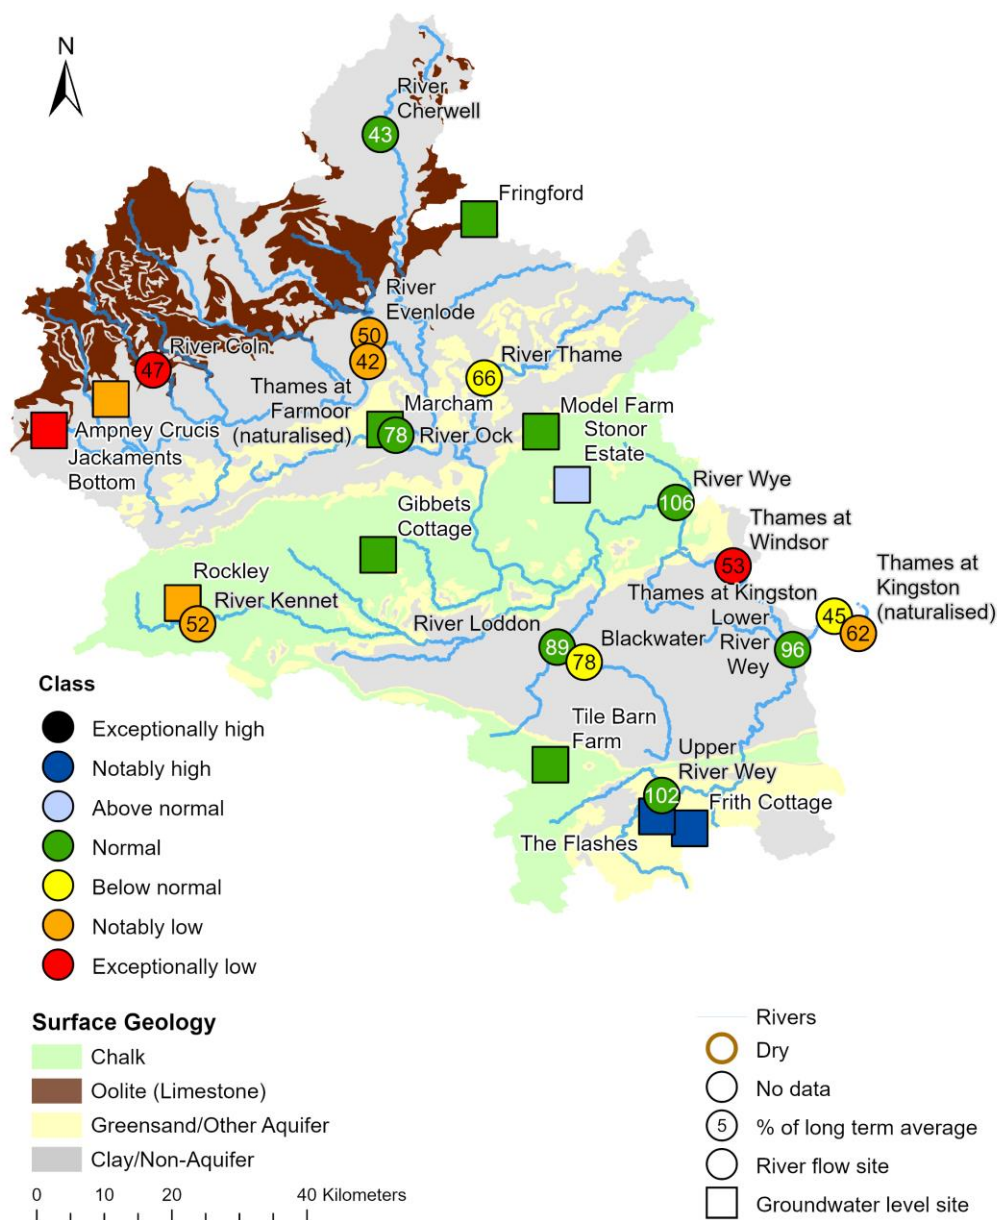 N
River
Cherwell
43
Fringford
River
Evenlode
50
River Coln
47
42
River Thame
66
Thames at
Farmoor
(naturalised)
Marcham
78
River Ock
Model Farm
Stonor
Estate
Ampney Crucis
Jackaments
Bottom
River Wye
106
Gibbets
Cottage
Thames at
Windsor
53
Thames at
Kingston
(naturalised)
Rockley
River Kennet
52
Thames at Kingston
45
62
Lower
River
Wey
96
River Loddon
89
Blackwater
78
Tile Barn
Farm
Upper
River Wey
102
Frith Cottage
The Flashes
Class
Exceptionally high
Notably high
Above normal
Normal
Below normal
Notably low
Exceptionally low
Surface Geology
Chalk
Oolite (Limestone)
Greensand/Other Aquifer
Clay/Non-Aquifer
0 10 20 40 Kilometers
Rivers
Dry
No data
5 % of long term average
River flow site
Groundwater level site